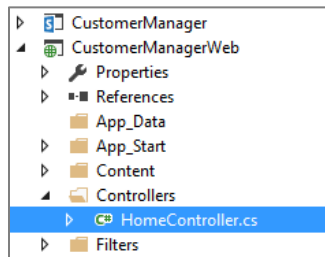 CustomerManager
CustomerManagerWeb
Properties
References
App_Data
App_Start
Content
Controllers
C# HomeController.cs
Filters